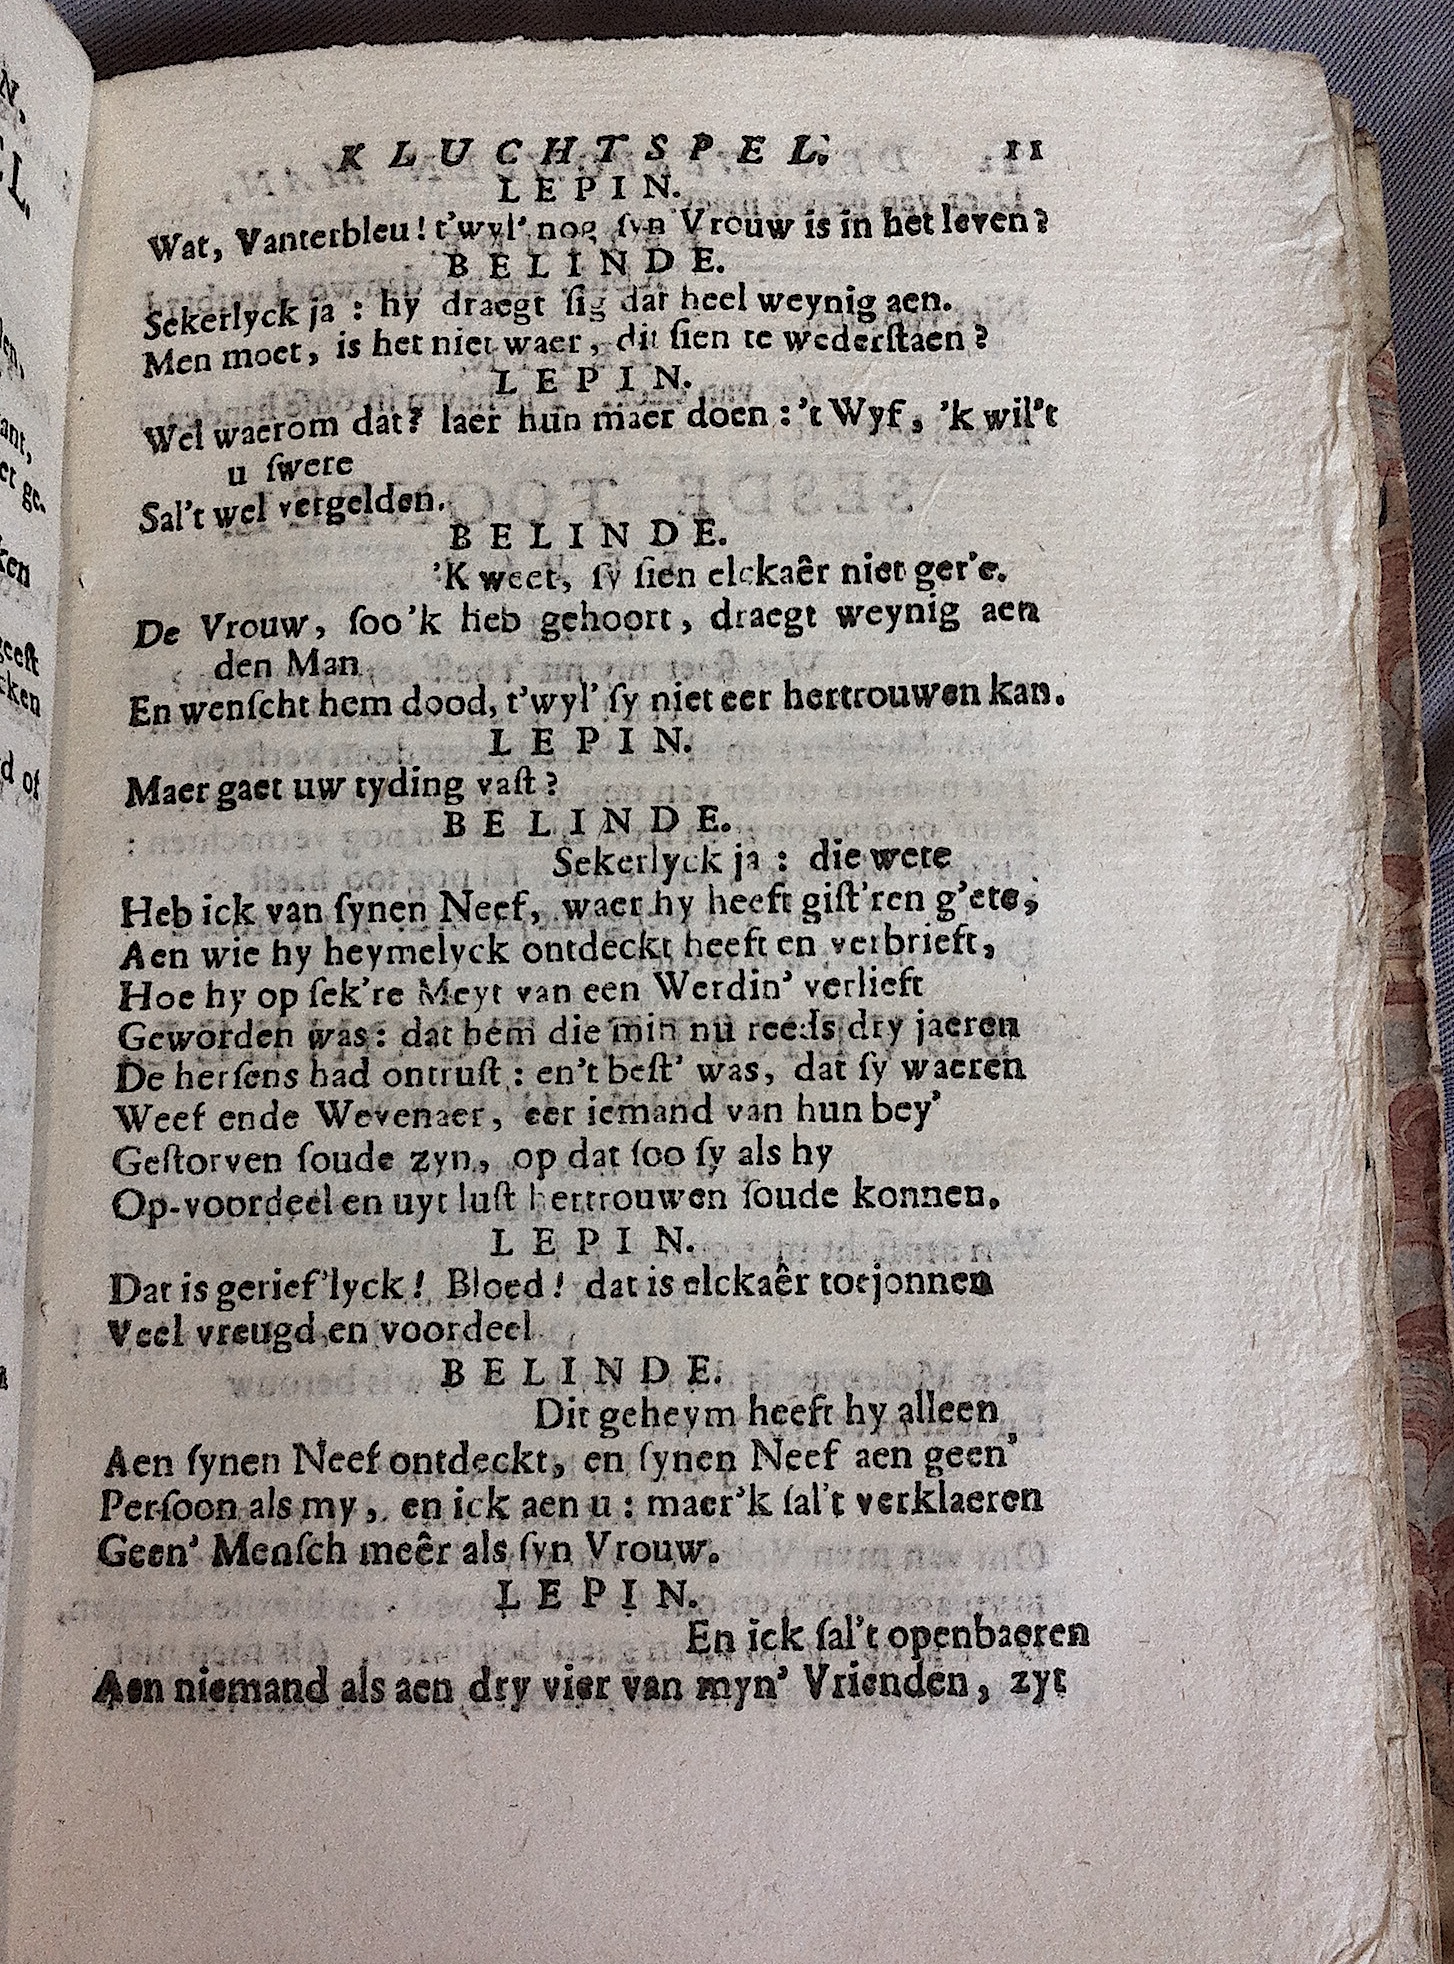 KLUCHTSPEL. 11
LEPIN.
Wat, Vanterbleu! t'wyl' nog ſyn Vrouw is in het leven?
BELINDE.
Sekerlyck ja : hy draegt ſig dat heel weynig aen.
Men moet, is het niet waer, dit ſien te wederſtaen?
LEPIN.
Wel waerom dat? laet hun maer doen : 't Wyf, 'k wil't
u ſwere
Sal't wel vergelden.
BELINDE.
'K weet, ſy ſien elckaêr niet ger'e.
De Vrouw, ſoo'k heb gehoort, draegt weynig aen
den Man
En wenſcht hem dood, t'wyl' ſy niet eer hertrouwen kan.
LEPIN.
Maer gaet uw tyding vaſt?
BELINDE.
Sekerlyck ja : die wete
Heb ick van ſynen Neef, waer hy heeft giſt'ren g'ete;
Aen wie hy heymelyck ontdeckt heeft en verbrieft,
Hoe hy op ſek're Meyt van een Werdin' verlieft
Geworden was: dat hem die min nu reeds dry jaeren
De herſens had ontruſt : en't beſt' was, dat ſy waeren
Weef ende Wevenaer, eer iemand van hun bey'
Geſtorven ſoude zyn, op dat ſoo ſy als hy
Op-voordeel en uyt luſt hertrouwen ſoude konnen.
LEPIN.
Dat is gerief'lyck! Bloed! dat is elckaêr toejonnen
Veel vreugd en voordeel.
BELINDE.
Dit geheym heeft hy alleen
Aen ſynen Neef ontdeckt, en ſynen Neef aen geen'
Perſoon als my, en ick aen u : maer'k ſal't verklaeren
Geen' Menſch meêr als ſyn Vrouw.
LEPIN.
En ick ſal't openbaeren
Aen niemand als aen dry vier van myn' Vrienden, zyt